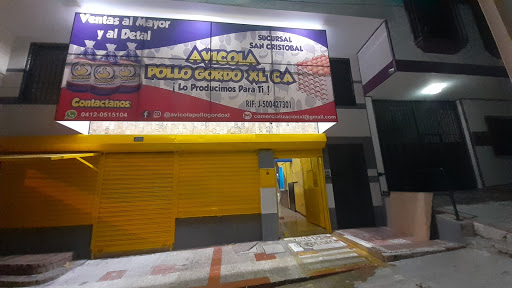 Ventas al Mayor
y al Detal
SUCURSAL
SAN CRISTOBAL
AVICOLA
POLLO GORDO XL C.A
¡ Lo Producimos Para Ti !
Contactanos
RIF: J-500427301
0412-0515104
@avicolapollogordoxl